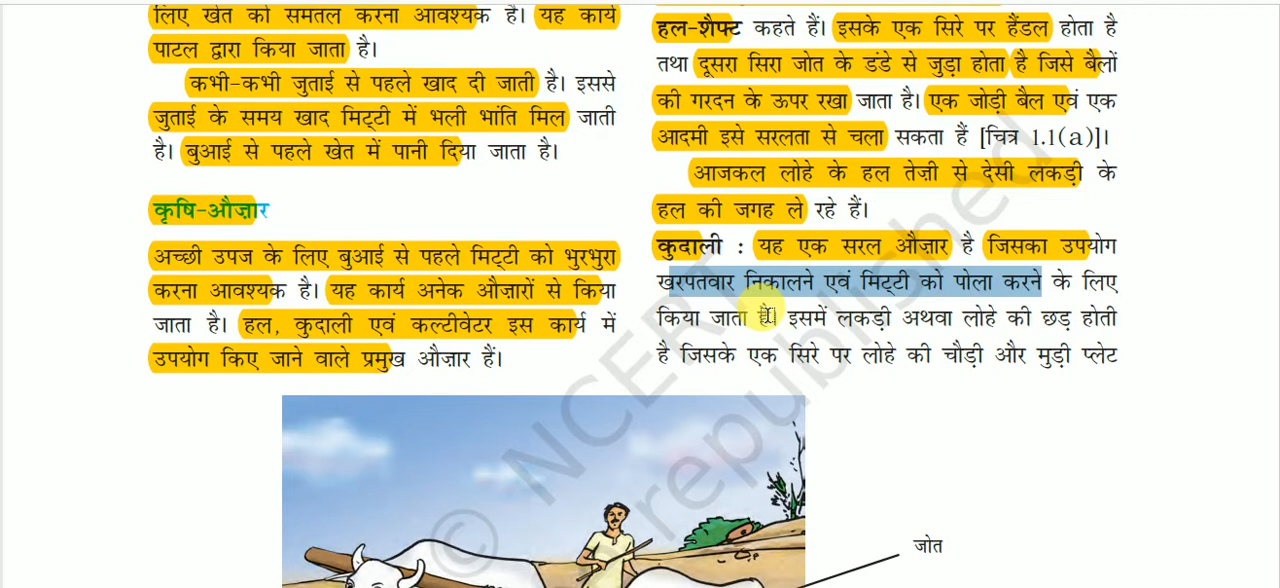 लिए खेत को समतल करना आवश्यक है। यह कार्य
पाटल द्वारा किया जाता है।
कभी-कभी जुताई से पहले खाद दी जाती है। इससे
जुताई के समय खाद मिट्टी में भली भांति मिल जाती
है। बुआई से पहले खेत में पानी दिया जाता है।
कृषि-औज़ार
अच्छी उपज के लिए बुआई से पहले मिट्टी को भुरभुरा
करना आवश्यक है। यह कार्य अनेक औज़ारों से किया
जाता है। हल, कुदाली एवं कल्टीवेटर इस कार्य में
उपयोग किए जाने वाले प्रमुख औज़ार हैं।
हल-शैफ्ट कहते हैं। इसके एक सिरे पर हैंडल होता है
तथा दूसरा सिरा जोत के डंडे से जुड़ा होता है जिसे बैलों
की गरदन के ऊपर रखा जाता है। एक जोड़ी बैल एवं एक
आदमी इसे सरलता से चला सकता हैं [चित्र 1.1(a)]।
आजकल लोहे के हल तेज़ी से देसी लकड़ी के
हल की जगह ले रहे हैं।
कुदाली : यह एक सरल औज़ार है जिसका उपयोग
खरपतवार निकालने एवं मिट्टी को पोला करने के लिए
किया जाता है। इसमें लकड़ी अथवा लोहे की छड़ होती
है जिसके एक सिरे पर लोहे की चौड़ी और मुड़ी प्लेट
जोत
© NCERT
republished